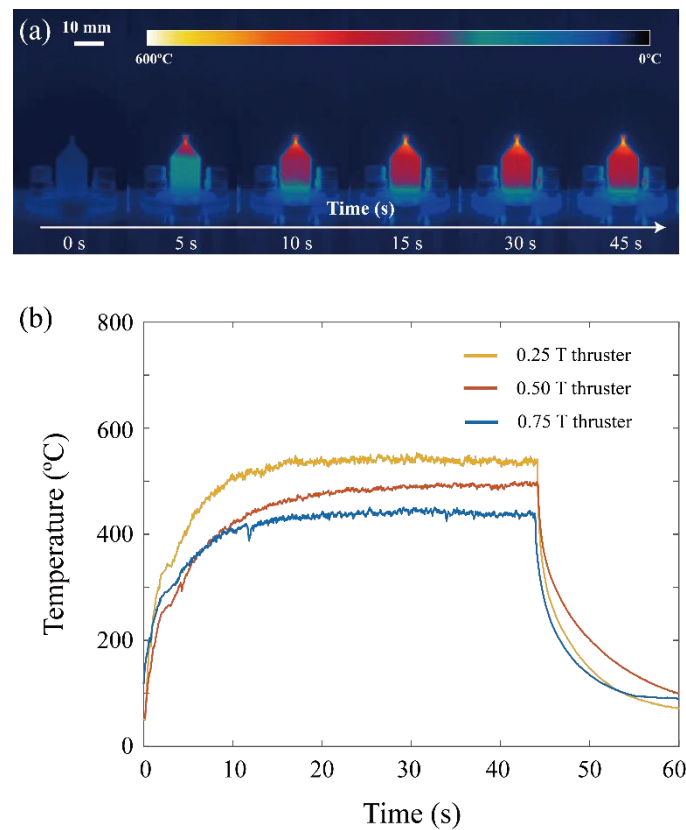 (a)
10 mm
600°C
0°C
Time (s)
0 s
5 s
10 s
15 s
30 s
45 s
(b)
800
600
400
200
0
Temperature (ºC)
0.25 T thruster
0.50 T thruster
0.75 T thruster
0
10
20
30
40
50
60
Time (s)